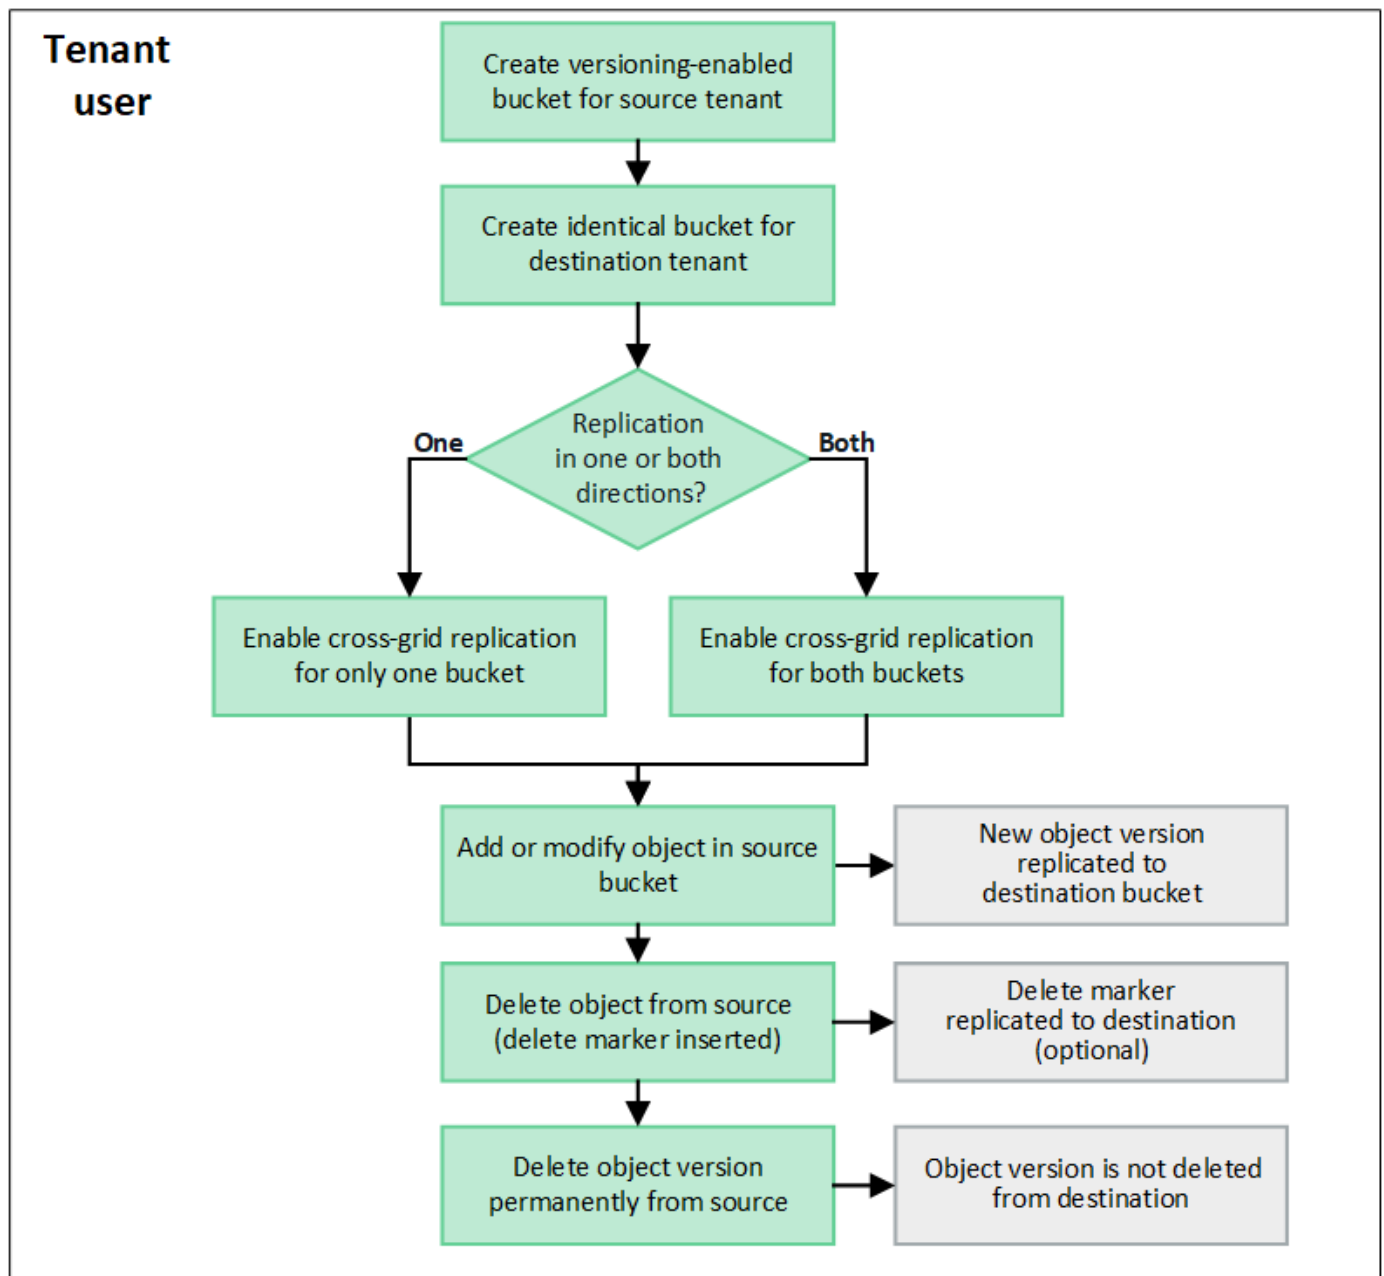 Tenant
user
Create versioning-enabled
bucket for source tenant
Create identical bucket for
destination tenant
Replication
in one or both
directions?
One
Both
Enable cross-grid replication
for only one bucket
Enable cross-grid replication
for both buckets
Add or modify object in source
bucket
New object version
replicated to
destination bucket
Delete object from source
(delete marker inserted)
Delete marker
replicated to destination
(optional)
Delete object version
permanently from source
Object version is not deleted
from destination